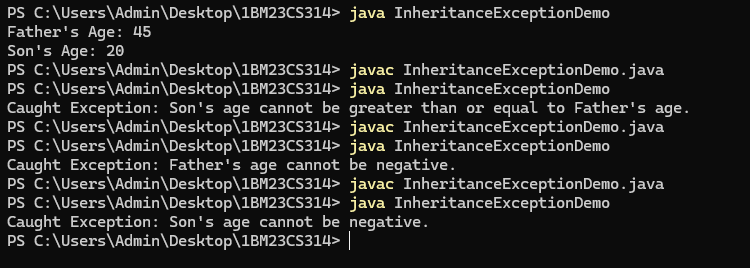 PS C:\Users\Admin\Desktop\1BM23CS314> java InheritanceExceptionDemo
Father's Age: 45
Son's Age: 20
PS C:\Users\Admin\Desktop\1BM23CS314> javac InheritanceExceptionDemo.java
PS C:\Users\Admin\Desktop\1BM23CS314> java InheritanceExceptionDemo
Caught Exception: Son's age cannot be greater than or equal to Father's age.
PS C:\Users\Admin\Desktop\1BM23CS314> javac InheritanceExceptionDemo.java
PS C:\Users\Admin\Desktop\1BM23CS314> java InheritanceExceptionDemo
Caught Exception: Father's age cannot be negative.
PS C:\Users\Admin\Desktop\1BM23CS314> javac InheritanceExceptionDemo.java
PS C:\Users\Admin\Desktop\1BM23CS314> java InheritanceExceptionDemo
Caught Exception: Son's age cannot be negative.
PS C:\Users\Admin\Desktop\1BM23CS314>